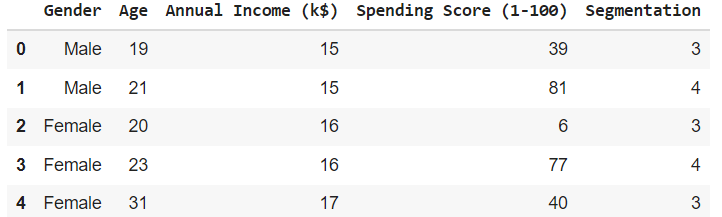 Gender Age Annual Income (k$) Spending Score (1-100) Segmentation
0 Male 19 15 39 3
1 Male 21 15 81 4
2 Female 20 16 6 3
3 Female 23 16 77 4
4 Female 31 17 40 3